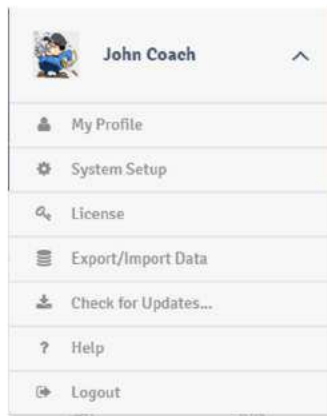 John Coach
My Profile
System Setup
License
Export/Import Data
Check for Updates...
Help
Logout